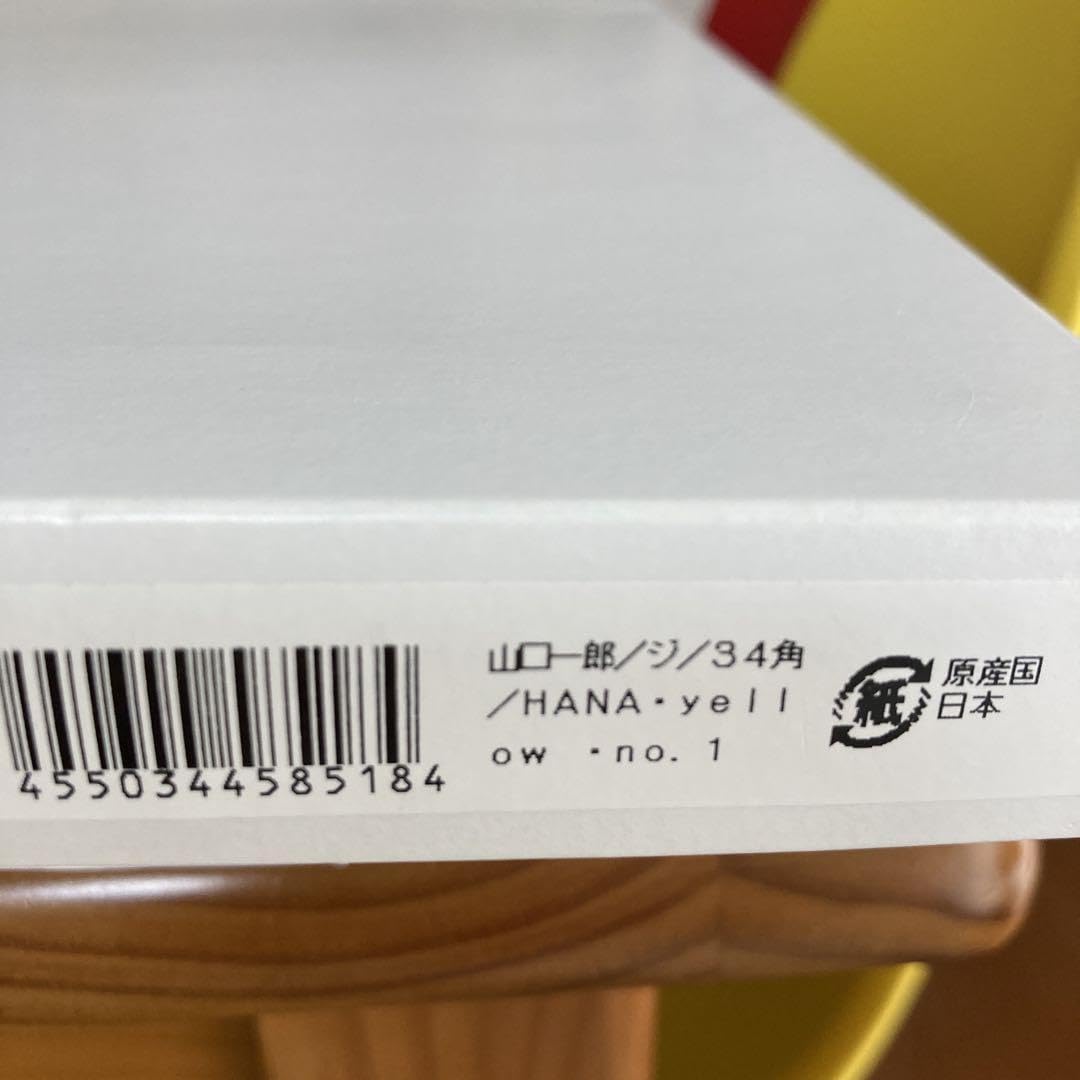 4550344585184
山口一郎/ジ/34角
/HANA・yell
ow ・no.1
紙
原産国
日本